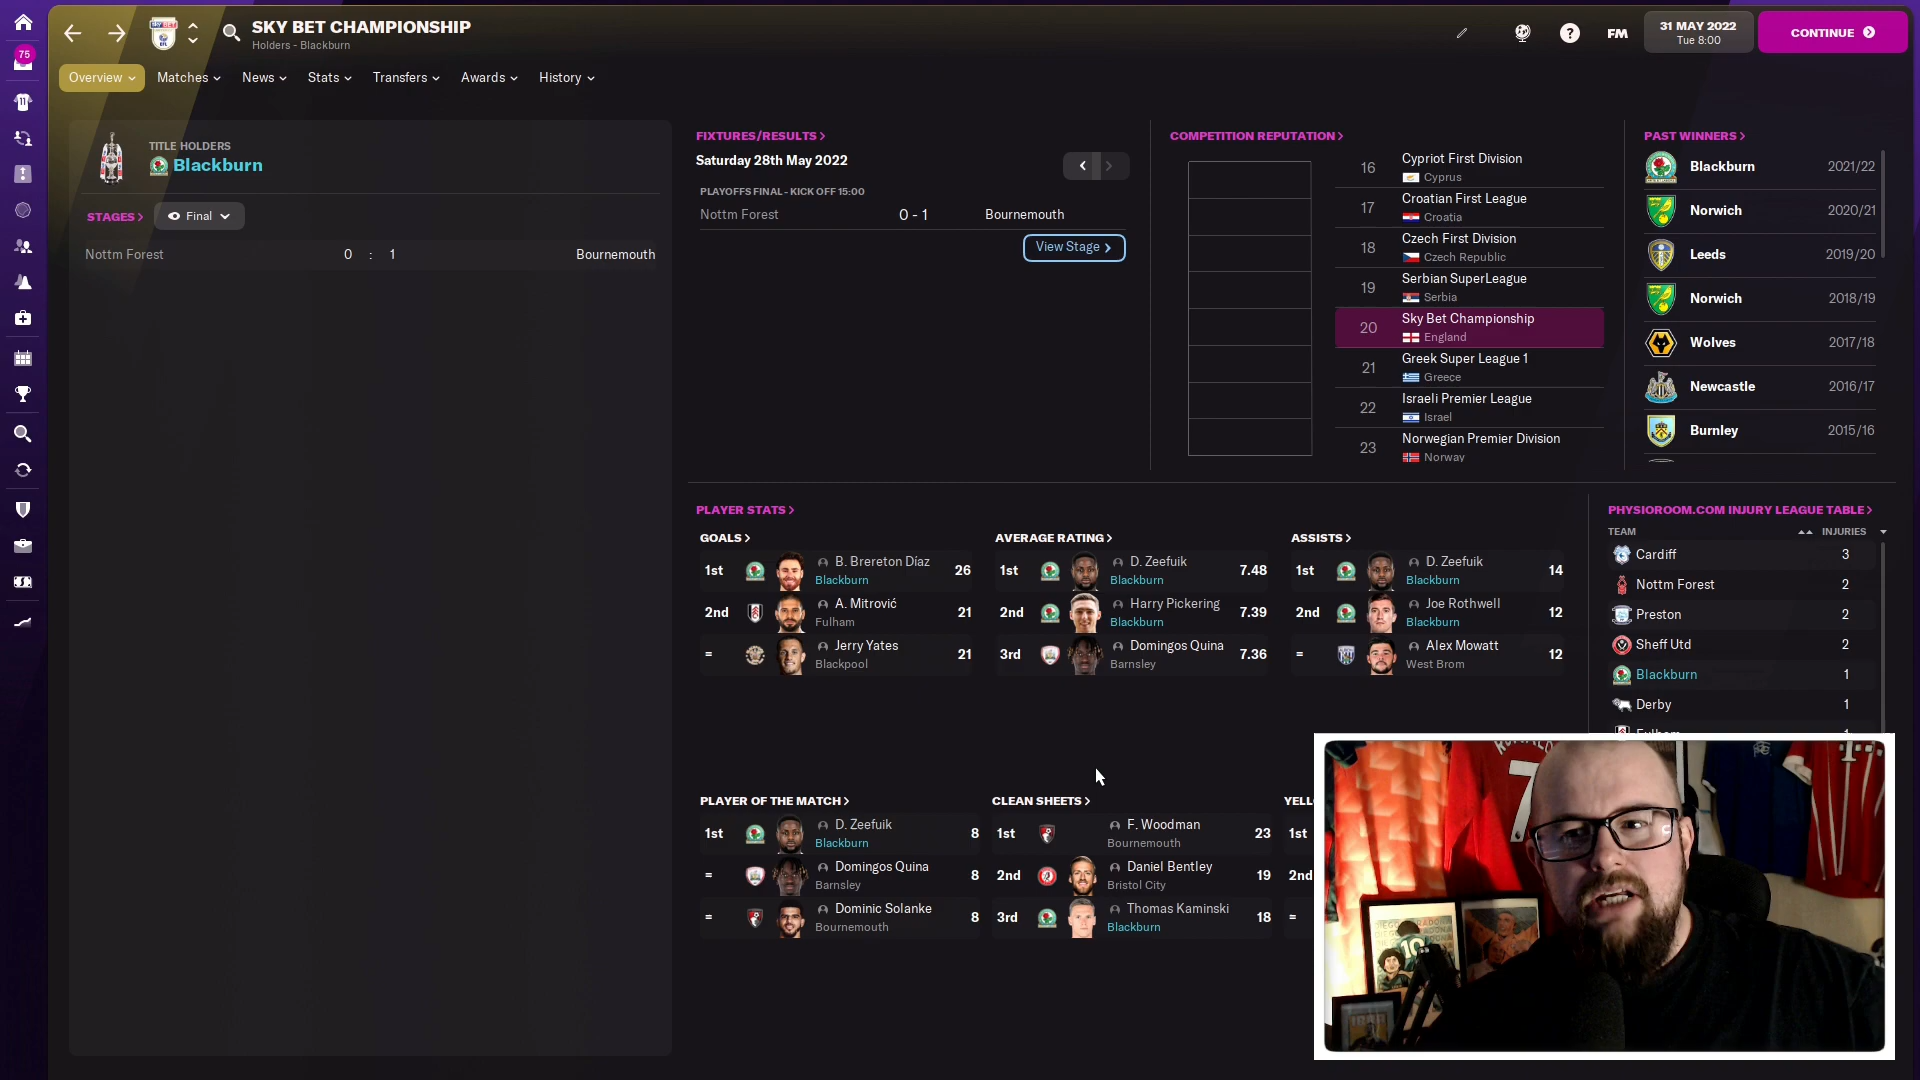 SKY BET CHAMPIONSHIP
Holders - Blackburn
31 MAY 2022
Tue 8:00
CONTINUE
FM
75
Overview
Matches
News
Stats
Transfers
Awards
History
TITLE HOLDERS
Blackburn
STAGES
Final
Nottm Forest 0 : 1 Bournemouth
FIXTURES/RESULTS
Saturday 28th May 2022
PLAYOFFS FINAL - KICK OFF 15:00
Nottm Forest 0 - 1 Bournemouth
View Stage
COMPETITION REPUTATION
16 Cypriot First Division
Cyprus
17 Croatian First League
Croatia
18 Czech First Division
Czech Republic
19 Serbian SuperLeague
Serbia
20 Sky Bet Championship
England
21 Greek Super League 1
Greece
22 Israeli Premier League
Israel
23 Norwegian Premier Division
Norway
PAST WINNERS
Blackburn 2021/22
Norwich 2020/21
Leeds 2019/20
Norwich 2018/19
Wolves 2017/18
Newcastle 2016/17
Burnley 2015/16
PLAYER STATS
GOALS
1st B. Brereton Díaz 26
Blackburn
2nd A. Mitrović 21
Fulham
= Jerry Yates 21
Blackpool
AVERAGE RATING
1st D. Zeefuik 7.48
Blackburn
2nd Harry Pickering 7.39
Blackburn
3rd Domingos Quina 7.36
Barnsley
ASSISTS
1st D. Zeefuik 14
Blackburn
2nd Joe Rothwell 12
Blackburn
= Alex Mowatt 12
West Brom
PHYSIOROOM.COM INJURY LEAGUE TABLE
TEAM INJURIES
Cardiff 3
Nottm Forest 2
Preston 2
Sheff Utd 2
Blackburn 1
Derby 1
PLAYER OF THE MATCH
1st D. Zeefuik 8
Blackburn
= Domingos Quina 8
Barnsley
= Dominic Solanke 8
Bournemouth
CLEAN SHEETS
1st F. Woodman 23
Bournemouth
2nd Daniel Bentley 19
Bristol City
3rd Thomas Kaminski 18
Blackburn
YELL
1st
2nd
=
RONALDO
7
10